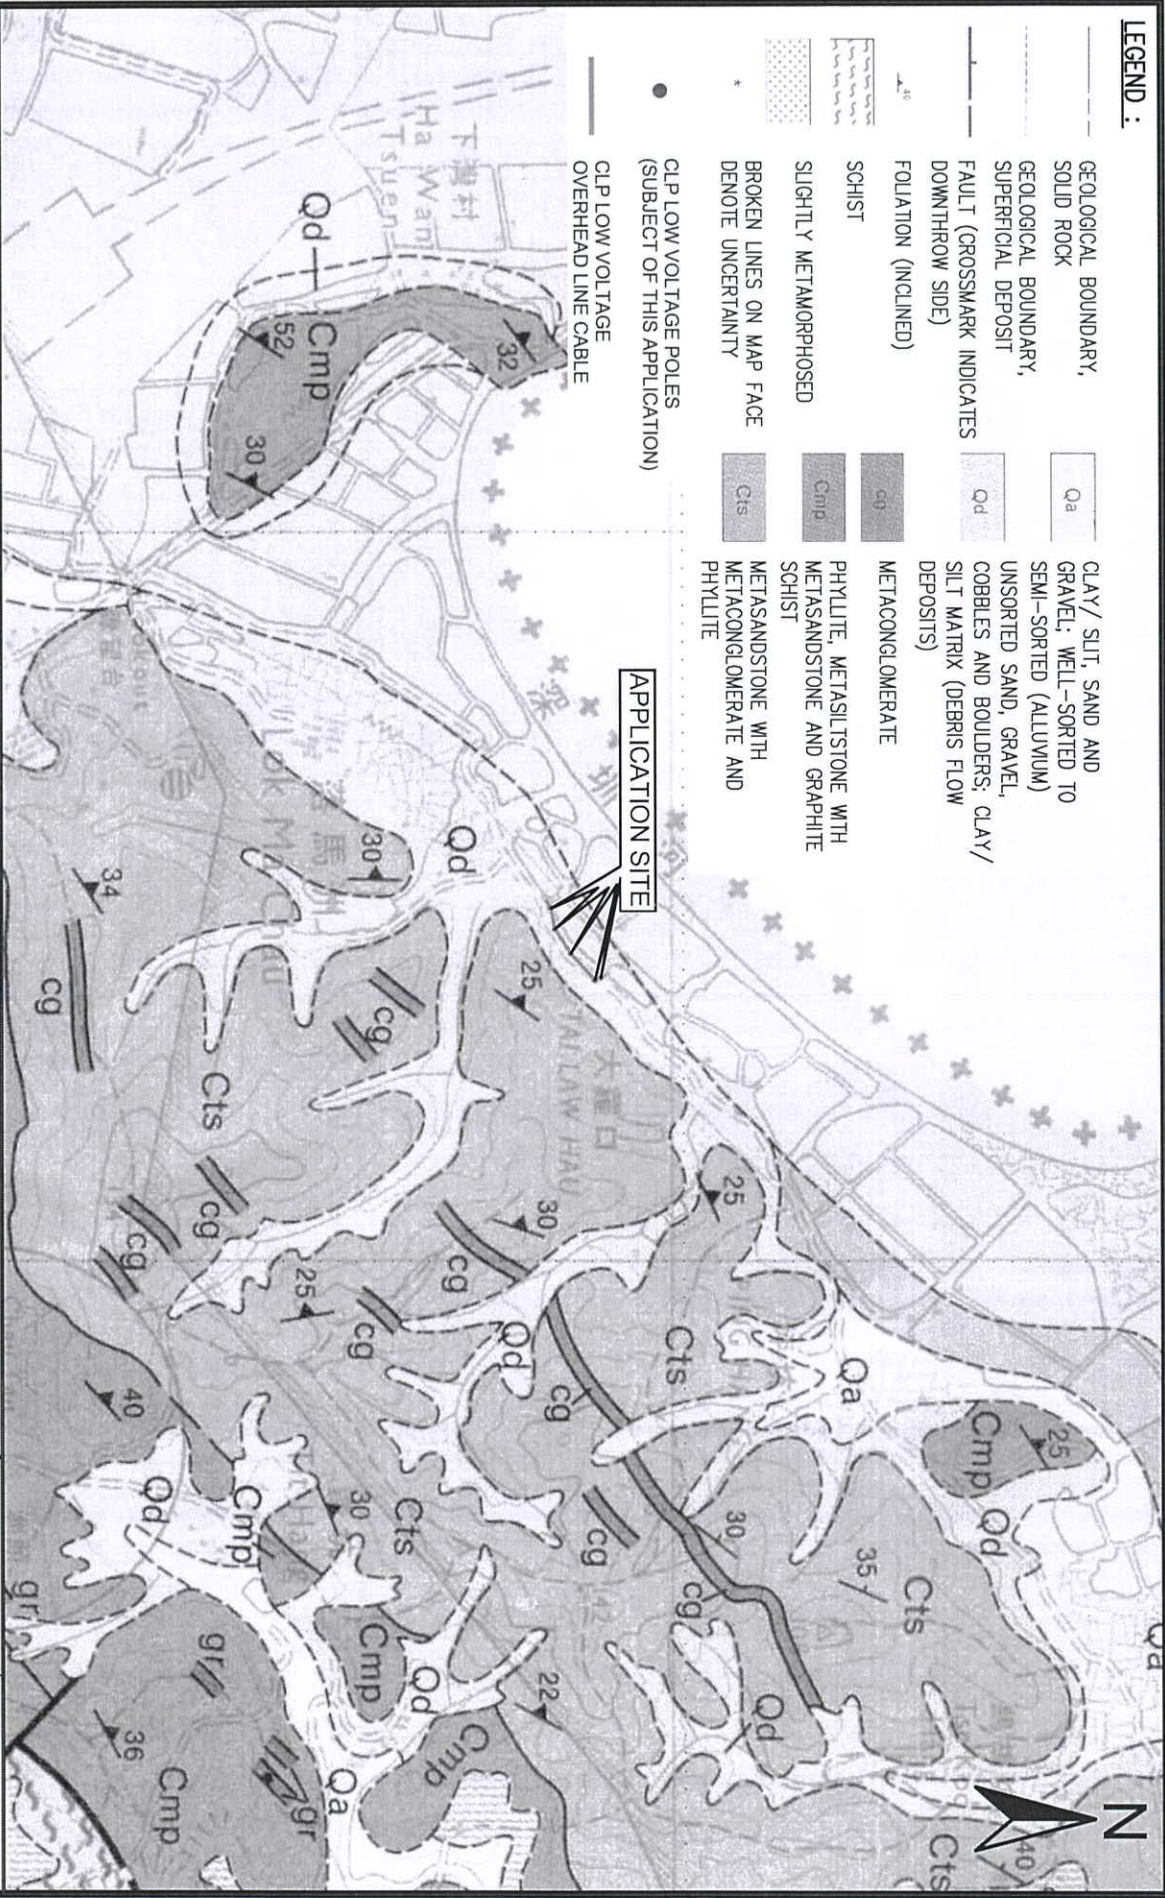 LEGEND :
GEOLOGICAL BOUNDARY,
SOLID ROCK
GEOLOGICAL BOUNDARY,
SUPERFICIAL DEPOSIT
FAULT (CROSSMARK INDICATES
DOWNTHROW SIDE)
40
FOLIATION (INCLINED)
SCHIST
SLIGHTLY METAMORPHOSED
*
BROKEN LINES ON MAP FACE
DENOTE UNCERTAINTY
CLP LOW VOLTAGE POLES
(SUBJECT OF THIS APPLICATION)
CLP LOW VOLTAGE
OVERHEAD LINE CABLE
Qa
CLAY/ SLIT, SAND AND
GRAVEL; WELL-SORTED TO
SEMI-SORTED (ALLUVIUM)
Qd
UNSORTED SAND, GRAVEL,
COBBLES AND BOULDERS; CLAY/
SILT MATRIX (DEBRIS FLOW
DEPOSITS)
cg
METACONGLOMERATE
Cmp
PHYLLITE, METASILTSTONE WITH
METASANDSTONE AND GRAPHITE
SCHIST
Cts
METASANDSTONE WITH
METACONGLOMERATE AND
PHYLLITE
APPLICATION SITE
N
下灣村
Ha Wan
Tsuen
Qd
Cmp
32
52
30
深
圳
Qd
30
34
cg
Cts
cg
25
大羅口
TAI LAW HAU
cg
cg
30
25
cg
cg
25
Cts
Qd
cg
Qa
25
Cmp
Qd
Cts
35
30
cg
cg
Qd
Cts
30
40
Qd
Cmp
Cmp
Qd
22
Cmp
gr
gr
gr
36
Cmp
Qa
Qa
40
Cts